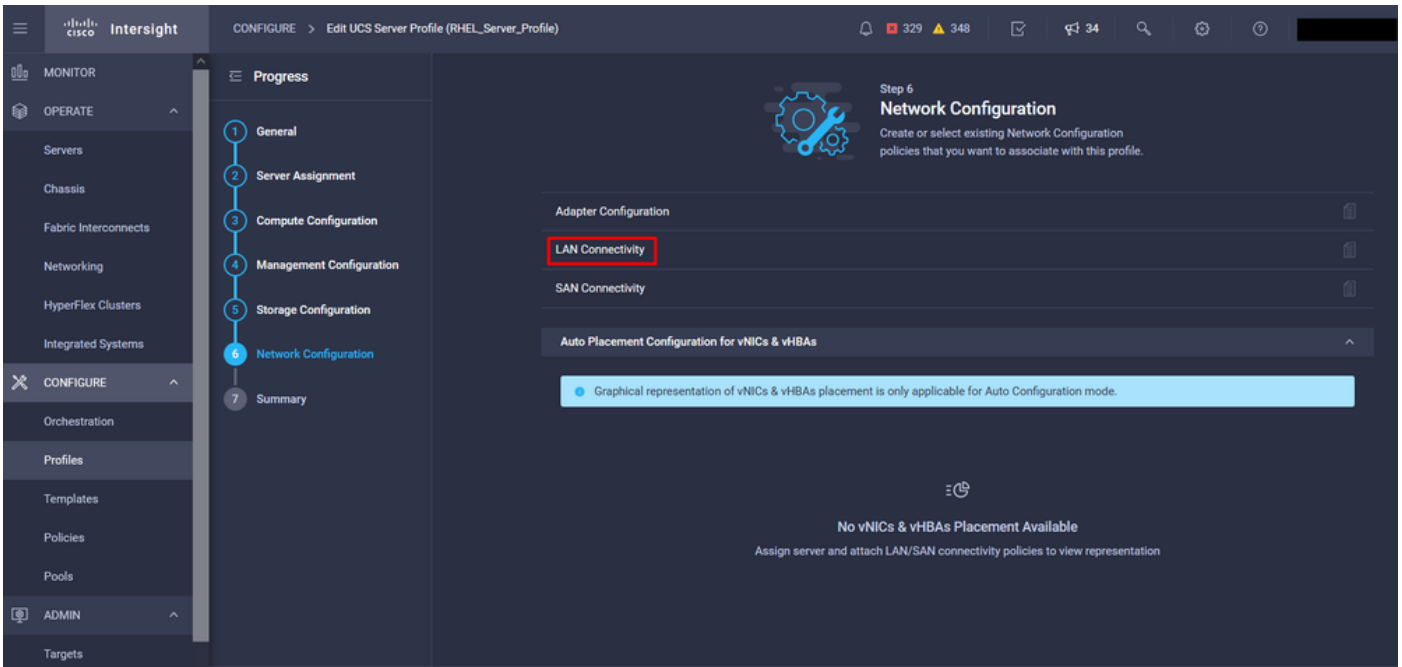 cisco Intersight
CONFIGURE > Edit UCS Server Profile (RHEL_Server_Profile)
329 348
34
MONITOR
OPERATE
Servers
Chassis
Fabric Interconnects
Networking
HyperFlex Clusters
Integrated Systems
CONFIGURE
Orchestration
Profiles
Templates
Policies
Pools
ADMIN
Targets
Progress
1 General
2 Server Assignment
3 Compute Configuration
4 Management Configuration
5 Storage Configuration
6 Network Configuration
7 Summary
Step 6
Network Configuration
Create or select existing Network Configuration
policies that you want to associate with this profile.
Adapter Configuration
LAN Connectivity
SAN Connectivity
Auto Placement Configuration for vNICs & vHBAs
Graphical representation of vNICs & vHBAs placement is only applicable for Auto Configuration mode.
No vNICs & vHBAs Placement Available
Assign server and attach LAN/SAN connectivity policies to view representation